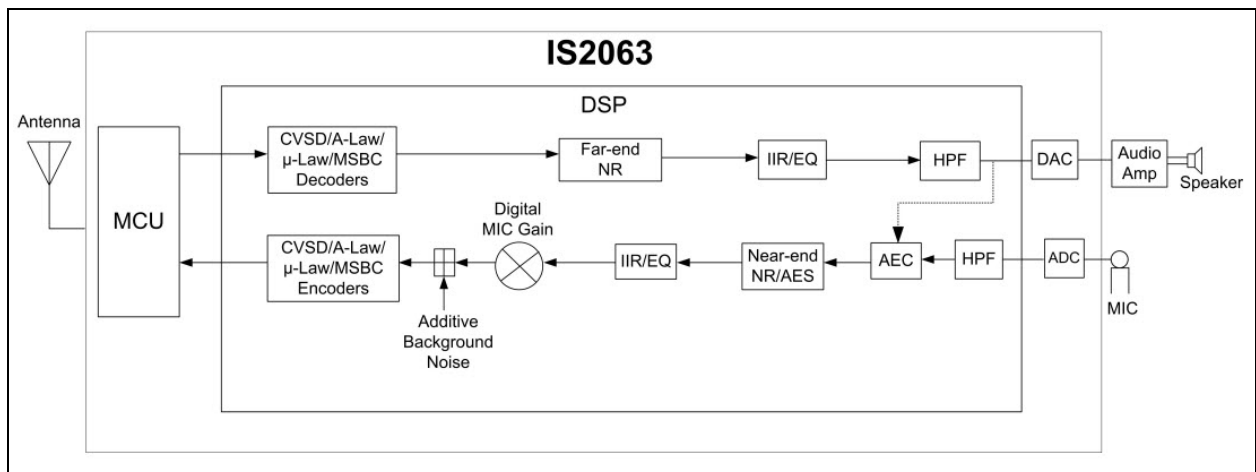 IS2063
DSP
Antenna
MCU
CVSD/A-Law/
μ-Law/MSBC
Decoders
Far-end
NR
IIR/EQ
HPF
DAC
Audio
Amp
Speaker
Digital
MIC Gain
CVSD/A-Law/
μ-Law/MSBC
Encoders
IIR/EQ
Near-end
NR/AES
AEC
HPF
ADC
MIC
Additive
Background
Noise